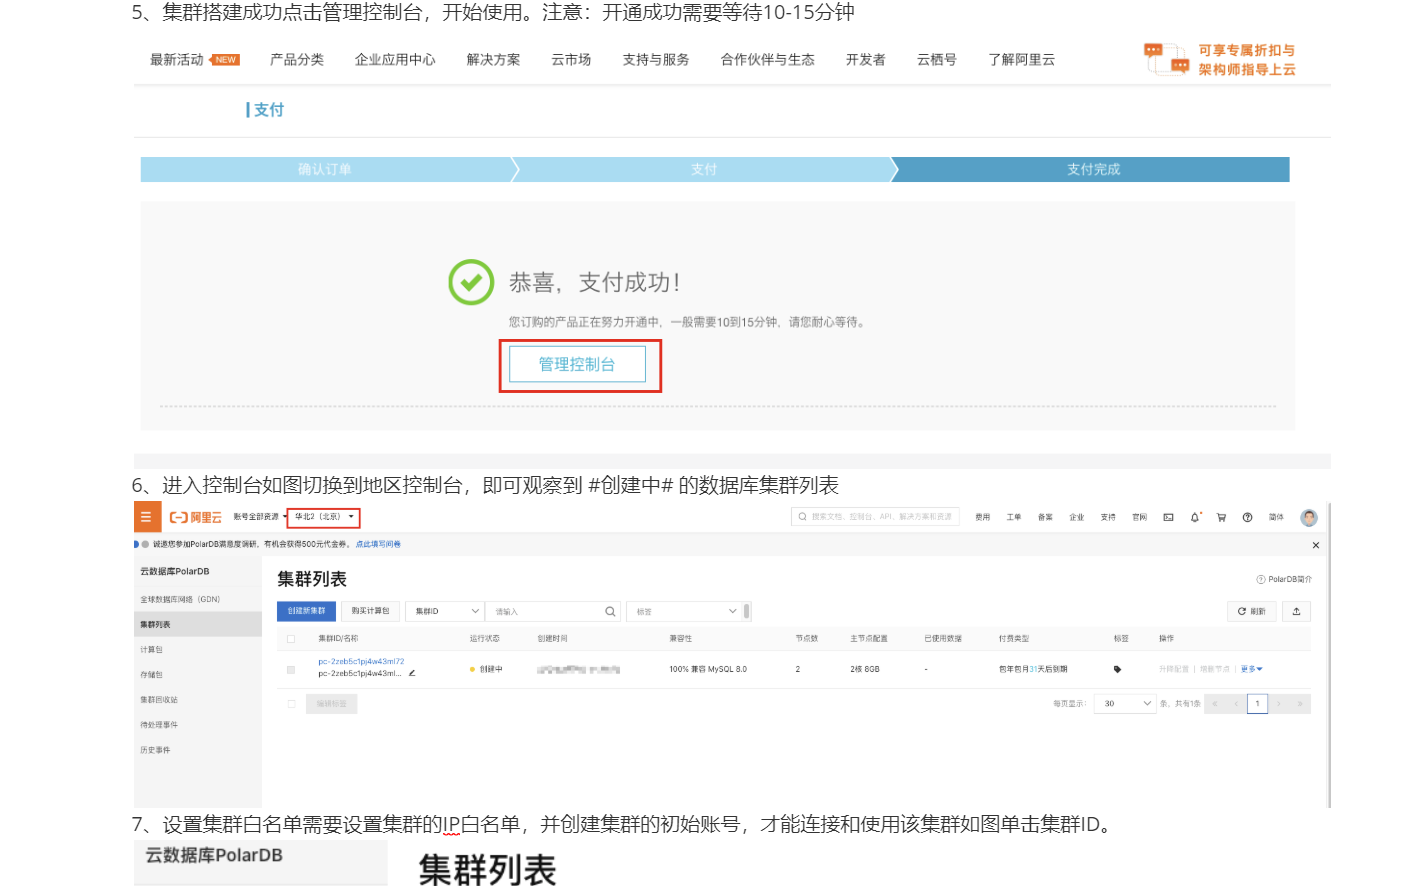 5、集群搭建成功点击管理控制台，开始使用。注意：开通成功需要等待10-15分钟
最新活动 NEW 产品分类 企业应用中心 解决方案 云市场 支持与服务 合作伙伴与生态 开发者 云栖号 了解阿里云 可享专属折扣与
架构师指导上云
支付
确认订单 支付 支付完成
恭喜，支付成功！
您订购的产品正在努力开通中，一般需要10到15分钟，请您耐心等待。
管理控制台
6、进入控制台如图切换到地区控制台，即可观察到 #创建中# 的数据库集群列表
阿里云 账号全部资源 华北2（北京） 搜索文档、控制台、API、解决方案和资源 费用 工单 备案 企业 支持 官网 简体
诚邀您参加PolarDB满意度调研，有机会获得500元代金券。 点此填写问卷
云数据库PolarDB
集群列表
PolarDB简介
全球数据库网络（GDN）
集群列表
计算包
存储包
集群回收站
待处理事件
历史事件
创建新集群 购买计算包 集群ID 请输入 标签 刷新
集群ID/名称 运行状态 创建时间 兼容性 节点数 主节点配置 已使用数据 付费类型 标签 操作
pc-2zeb5c1pj4w43ml72
pc-2zeb5c1pj4w43ml... 创建中 100% 兼容 MySQL 8.0 2 2核 8GB - 包年包月31天后到期 升降配置 | 增删节点 | 更多
编辑标签 每页显示： 30 条，共有1条 « ‹ 1 › »
7、设置集群白名单需要设置集群的IP白名单，并创建集群的初始账号，才能连接和使用该集群如图单击集群ID。
云数据库PolarDB
集群列表